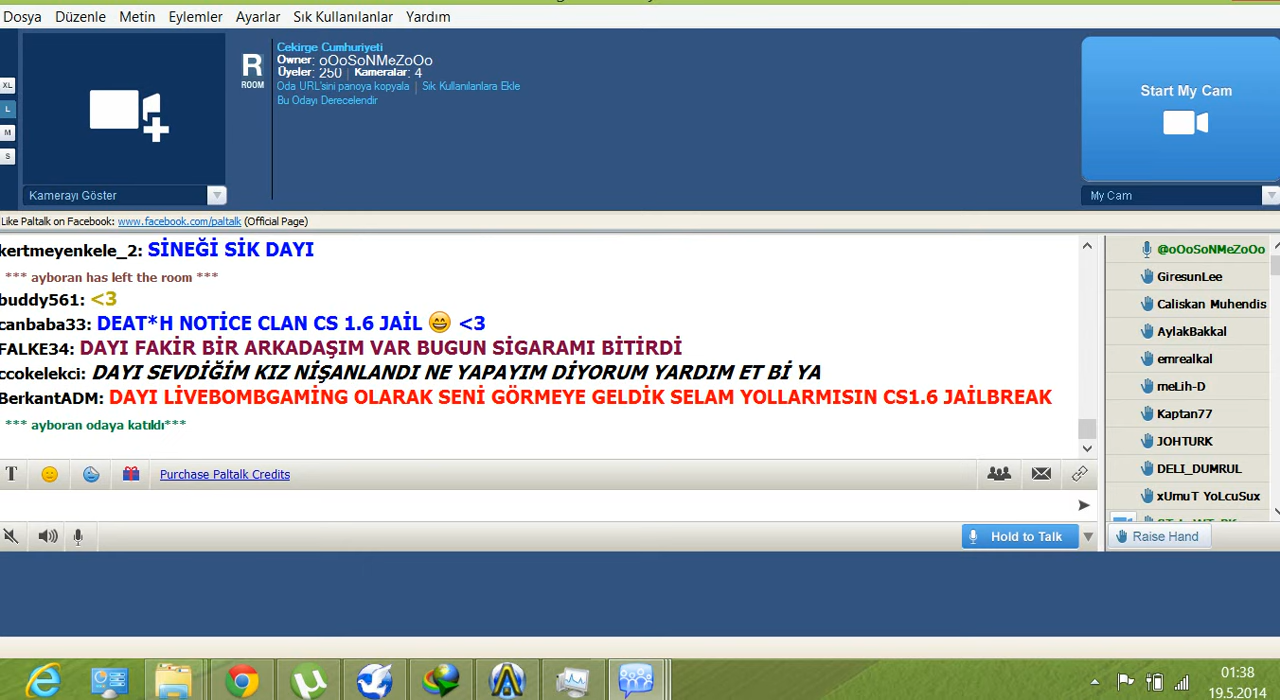 Dosya Düzenle Metin Eylemler Ayarlar Sık Kullanılanlar Yardım
XL
L
M
S
R
ROOM
Cekirge Cumhuriyeti
Owner: oOoSoNMeZoOo
Üyeler: 250 | Kameralar: 4
Oda URL'sini panoya kopyala | Sık Kullanılanlara Ekle
Bu Odayı Derecelendir
Start My Cam
Kamerayı Göster
My Cam
Like Paltalk on Facebook: www.facebook.com/paltalk (Official Page)
kertmeyenkele_2: SİNEĞİ SİK DAYI
*** ayboran has left the room ***
buddy561: <3
canbaba33: DEAT*H NOTİCE CLAN CS 1.6 JAİL 😄 <3
FALKE34: DAYI FAKİR BİR ARKADAŞIM VAR BUGUN SİGARAMI BİTİRDİ
ccokelekci: DAYI SEVDİĞİM KIZ NİŞANLANDI NE YAPAYIM DİYORUM YARDIM ET Bİ YA
BerkantADM: DAYI LİVEBOMBGAMİNG OLARAK SENİ GÖRMEYE GELDİK SELAM YOLLARMISIN CS1.6 JAİLBREAK
*** ayboran odaya katıldı***
@oOoSoNMeZoOo
GiresunLee
Caliskan Muhendis
AylakBakkal
emrealkal
meLih-D
Kaptan77
JOHTURK
DELI_DUMRUL
xUmuT YoLcuSux
T
Purchase Paltalk Credits
Hold to Talk
Raise Hand
01:38
19.5.2014